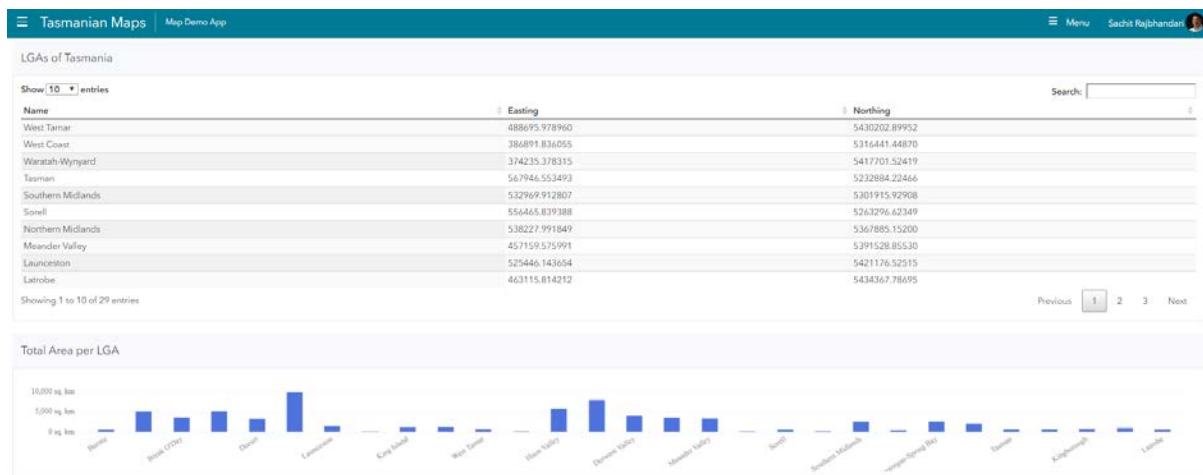 Tasmanian Maps Map Demo App Menu Sachit Rajbhandari
LGAs of Tasmania
Show 10 entries Search:
Name Easting Northing
West Tamar 488695.978960 5430202.89952
West Coast 386891.836055 5316441.44870
Waratah-Wynyard 374235.378315 5417701.52419
Tasman 567946.553493 5232884.22466
Southern Midlands 532969.912807 5301915.92908
Sorell 556465.839388 5263296.62349
Northern Midlands 538227.991849 5367885.15200
Meander Valley 457159.575991 5391528.85530
Launceston 525446.143654 5421176.52515
Latrobe 463115.814212 5434367.78695
Showing 1 to 10 of 29 entries Previous 1 2 3 Next
Total Area per LGA
10,000 sq. km
5,000 sq. km
0 sq. km
Burnie Break O'Day Dorset Launceston King Island West Tamar Huon Valley Derwent Valley Meander Valley Sorell Southern Midlands Spring Bay Tasman Kingborough Latrobe